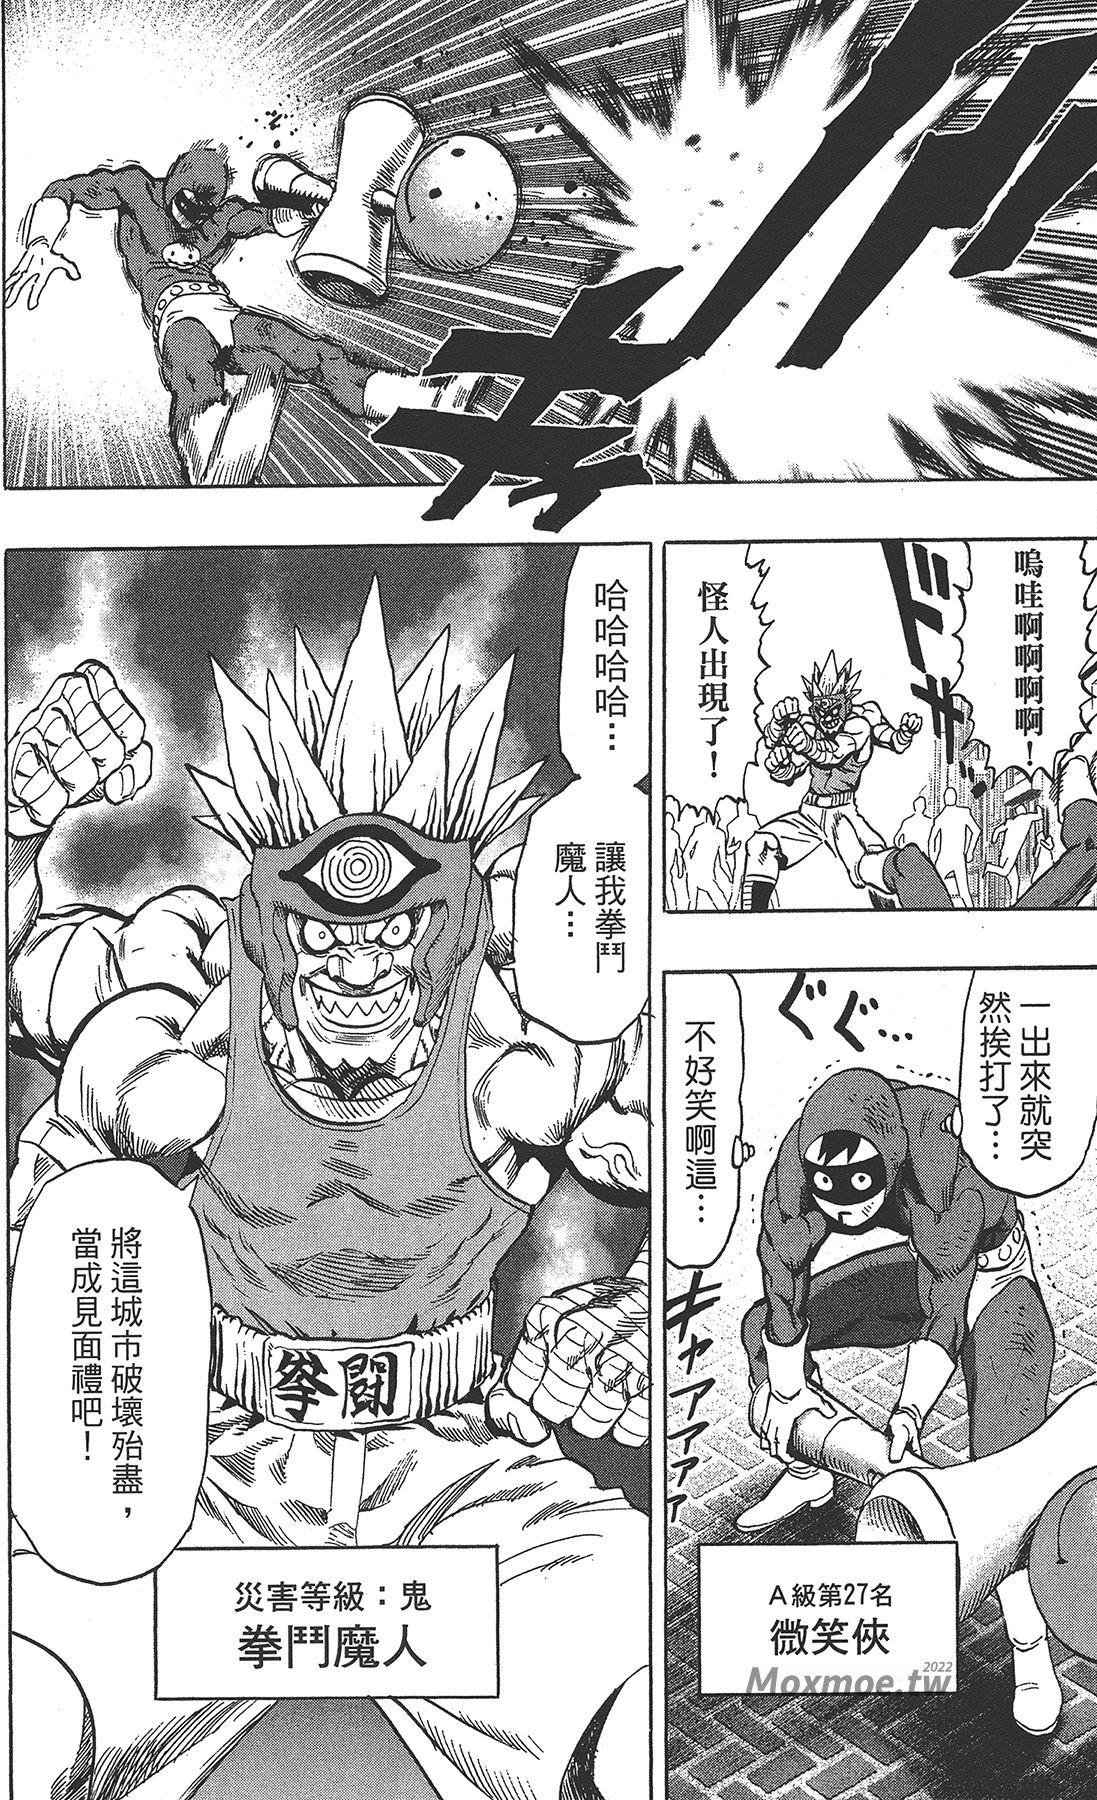 嗚哇啊啊啊啊！
怪人出現了！
一出來就突
然挨打了…
ぐぐ…
不好笑啊這…
キャアアアァァァ
A級第27名
微笑俠
哈哈哈哈…
讓我拳鬥
魔人…
拳闘
將這城市破壞殆盡，
當成見面禮吧！
災害等級：鬼
拳鬥魔人
2022
Moxmoe.tw